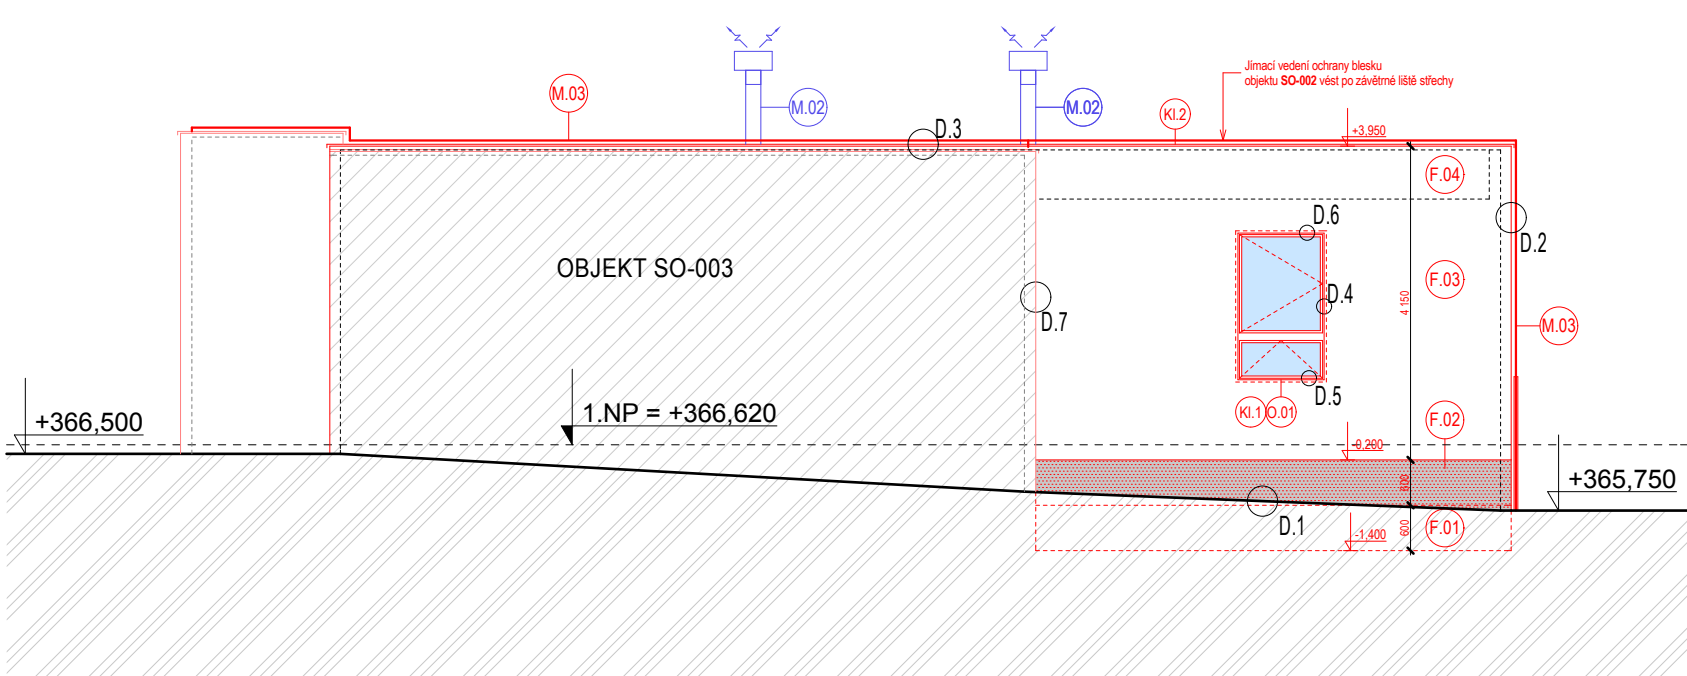 Jímací vedení ochrany blesku
objektu SO-002 vést po závětrné liště střechy
M.03
M.02
M.02
Kl.2
+3,950
D.3
F.04
D.6
D.2
OBJEKT SO-003
F.03
D.4
4 150
D.7
M.03
D.5
+366,500
1.NP = +366,620
Kl.1
O.01
F.02
-0,200
600
+365,750
D.1
F.01
600
-1,400